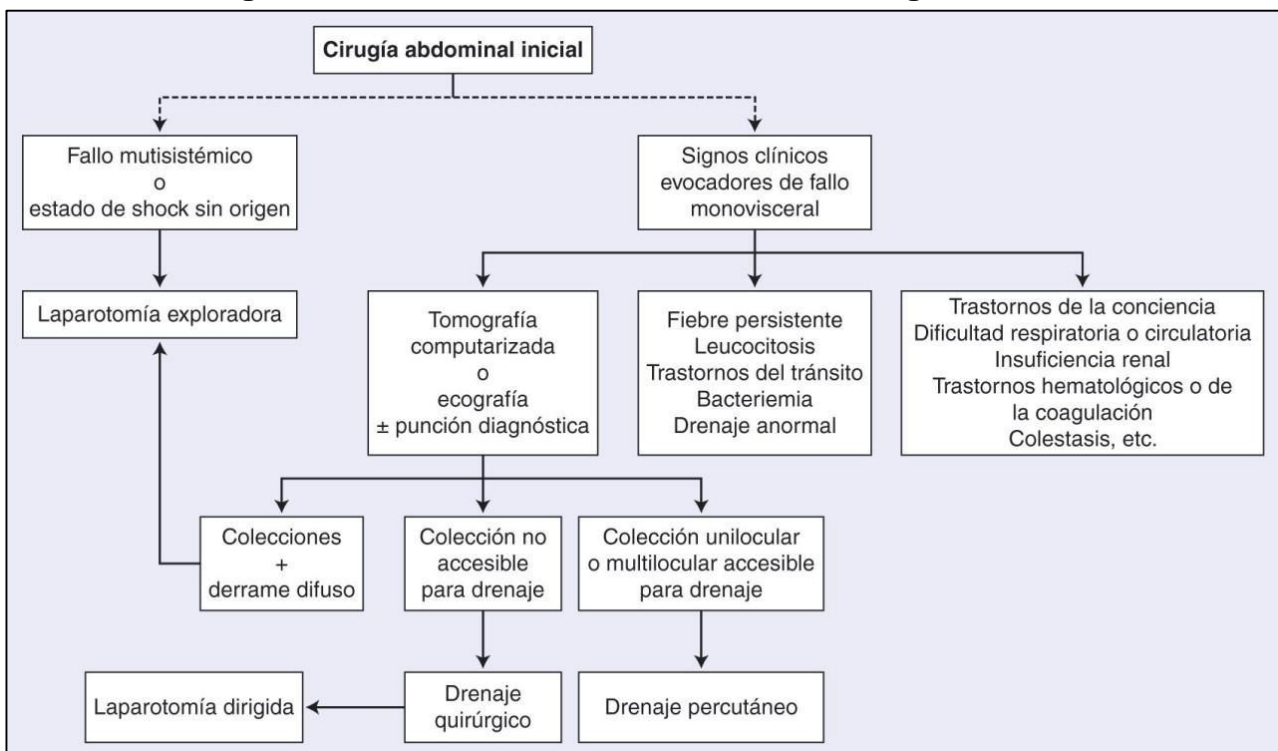 Cirugía abdominal inicial
Fallo mutisistémico
o
estado de shock sin origen
Signos clínicos
evocadores de fallo
monovisceral
Laparotomía exploradora
Tomografía
computarizada
o
ecografía
± punción diagnóstica
Fiebre persistente
Leucocitosis
Trastornos del tránsito
Bacteriemia
Drenaje anormal
Trastornos de la conciencia
Dificultad respiratoria o circulatoria
Insuficiencia renal
Trastornos hematológicos o de
la coagulación
Colestasis, etc.
Colecciones
+
derrame difuso
Colección no
accesible
para drenaje
Colección unilocular
o multilocular accesible
para drenaje
Laparotomía dirigida
Drenaje
quirúrgico
Drenaje percutáneo